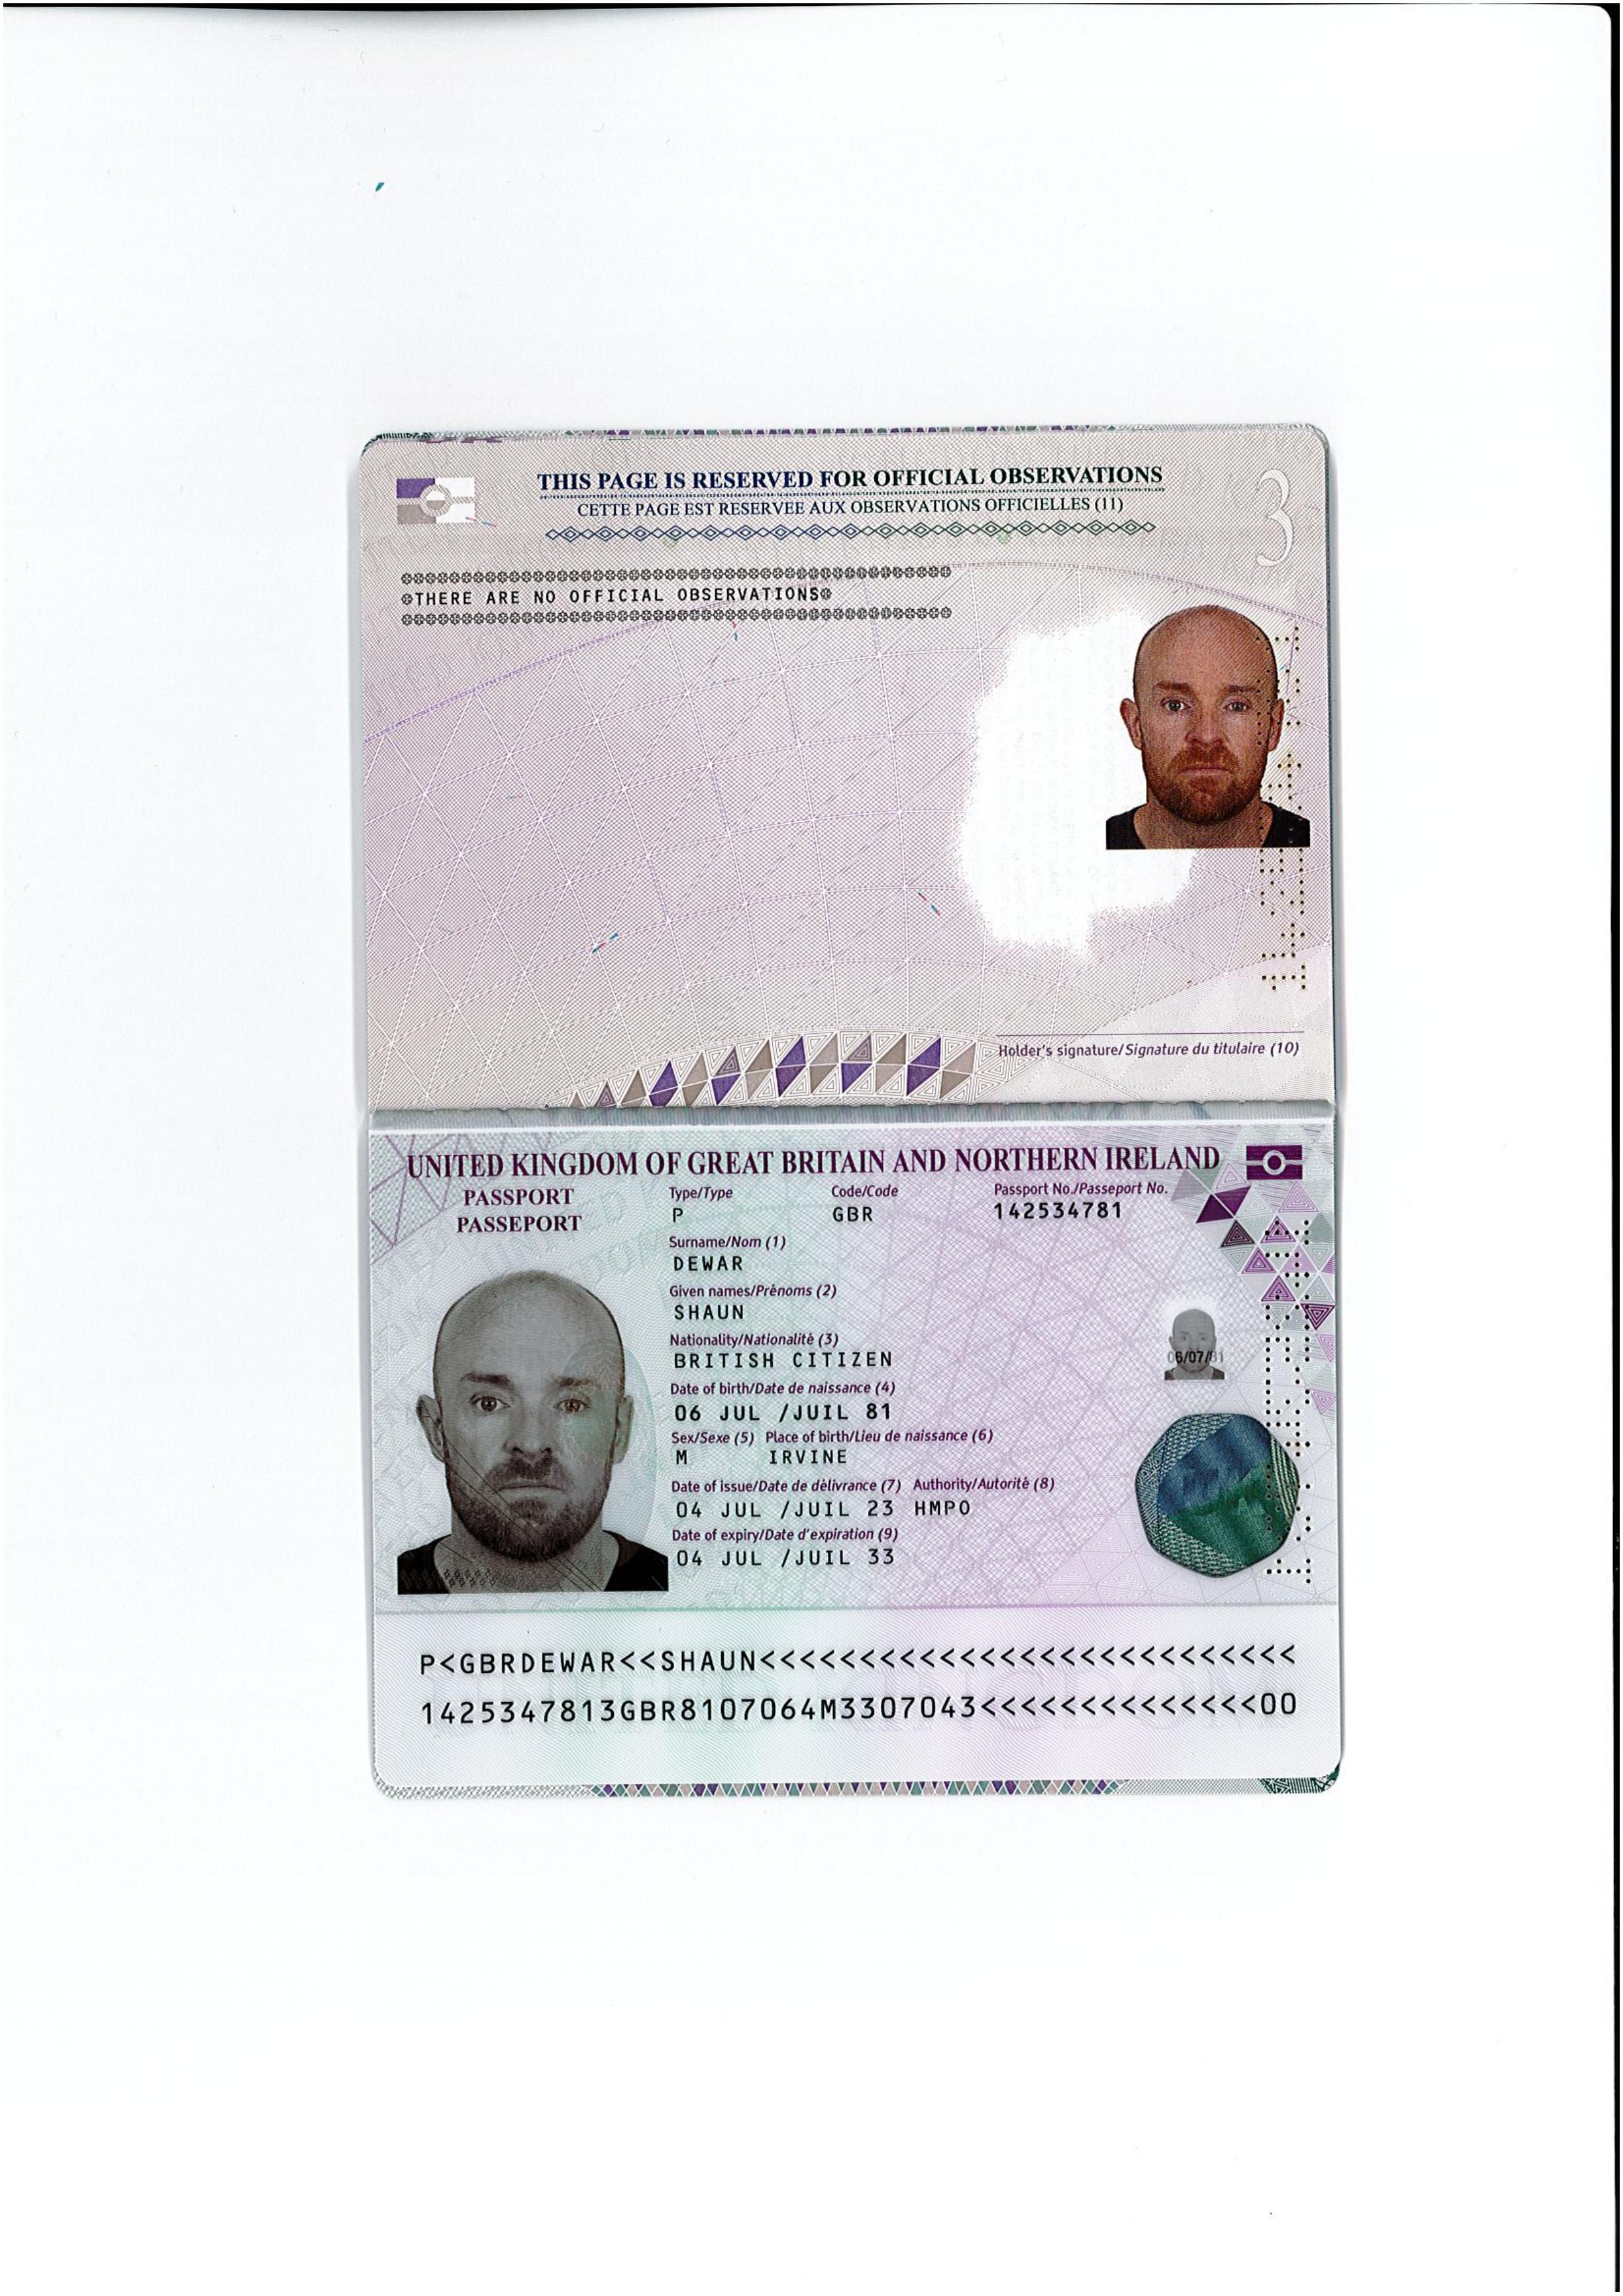 THIS PAGE IS RESERVED FOR OFFICIAL OBSERVATIONS
CETTE PAGE EST RESERVEE AUX OBSERVATIONS OFFICIELLES (11)
3
THERE ARE NO OFFICIAL OBSERVATIONS
Holder's signature/Signature du titulaire (10)
UNITED KINGDOM OF GREAT BRITAIN AND NORTHERN IRELAND
PASSPORT
PASSEPORT
Type/Type Code/Code Passport No./Passeport No.
P GBR 142534781
Surname/Nom (1)
DEWAR
Given names/Prénoms (2)
SHAUN
Nationality/Nationalité (3)
BRITISH CITIZEN
Date of birth/Date de naissance (4)
06 JUL /JUIL 81
06/07/81
Sex/Sexe (5) Place of birth/Lieu de naissance (6)
M IRVINE
Date of issue/Date de délivrance (7) Authority/Autorité (8)
04 JUL /JUIL 23 HMPO
Date of expiry/Date d'expiration (9)
04 JUL /JUIL 33
P<GBRDEWAR<<SHAUN<<<<<<<<<<<<<<<<<<<<<<<<<<<
1425347813GBR8107064M3307043<<<<<<<<<<<<<<00